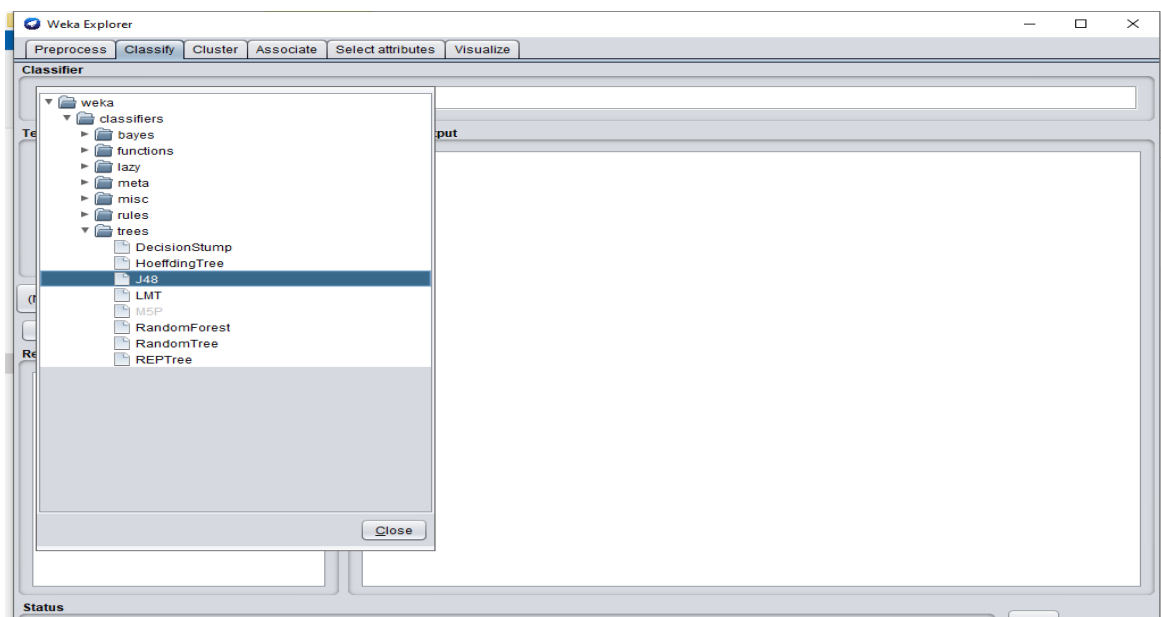 Weka Explorer
Preprocess Classify Cluster Associate Select attributes Visualize
Classifier
weka
classifiers
bayes
functions
lazy
meta
misc
rules
trees
DecisionStump
HoeffdingTree
J48
LMT
M5P
RandomForest
RandomTree
REPTree
Close
Status